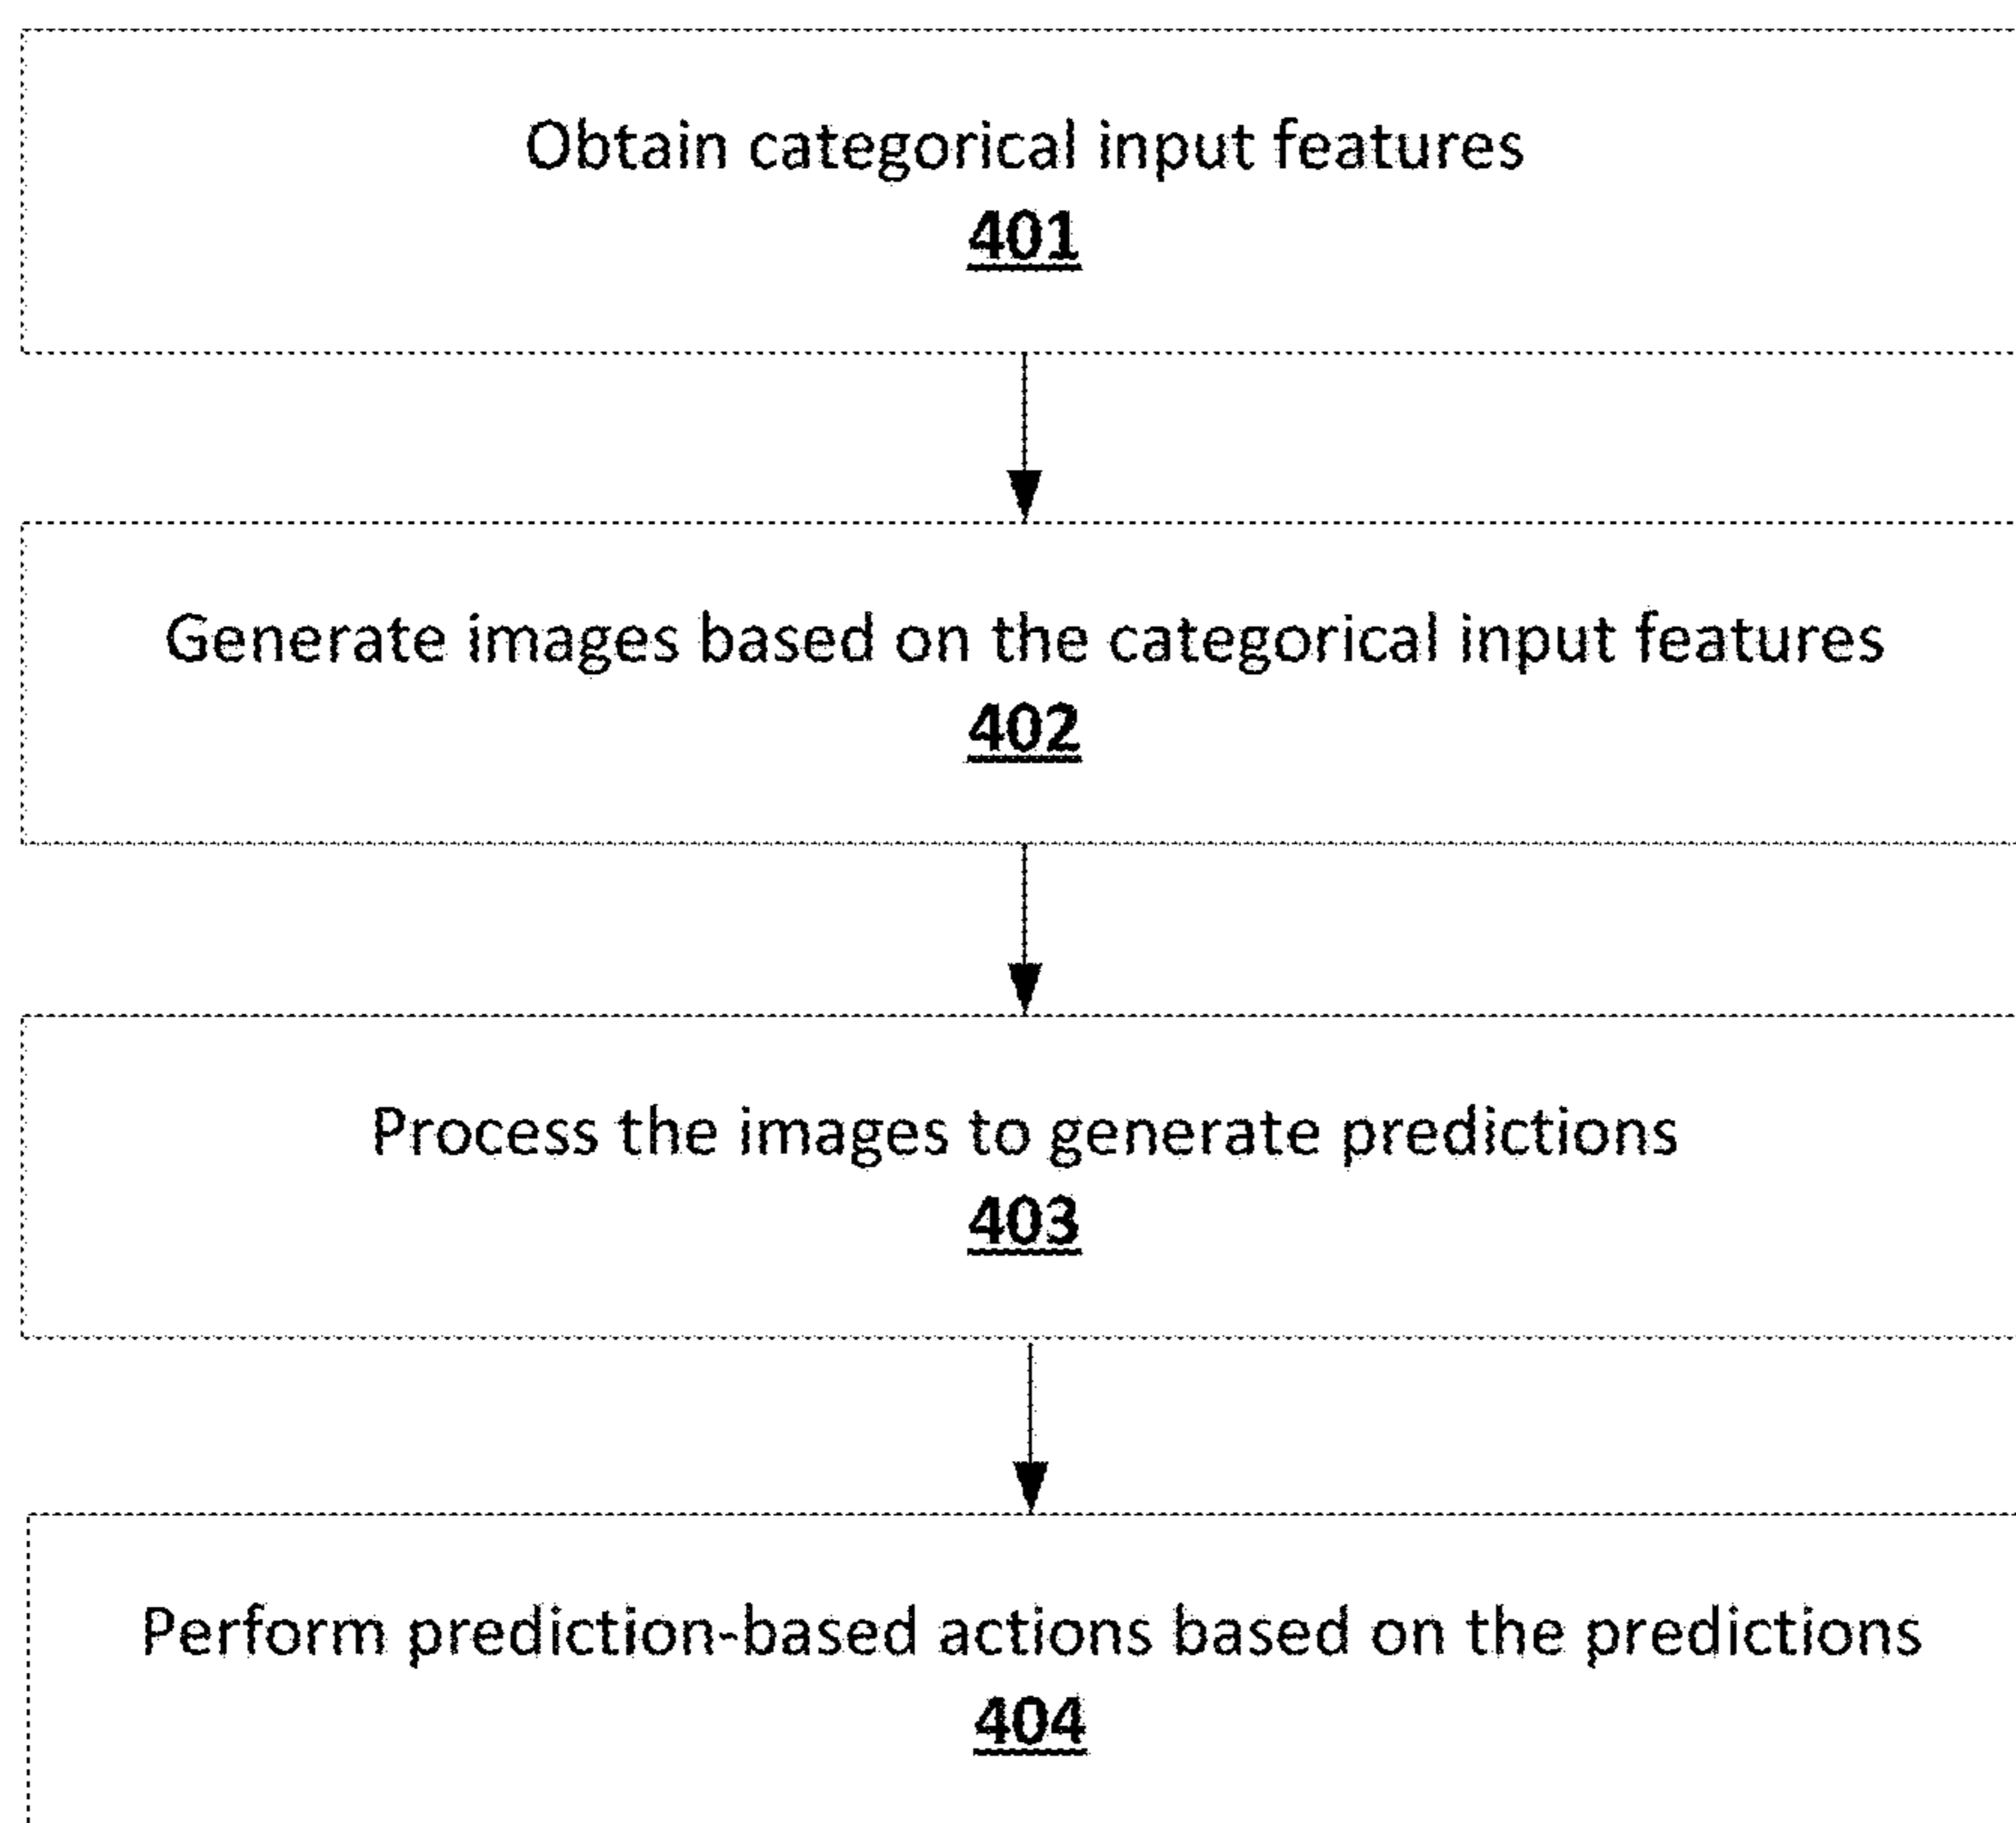 Obtain categorical input features
401
Generate images based on the categorical input features
402
Process the images to generate predictions
403
Perform prediction-based actions based on the predictions
404